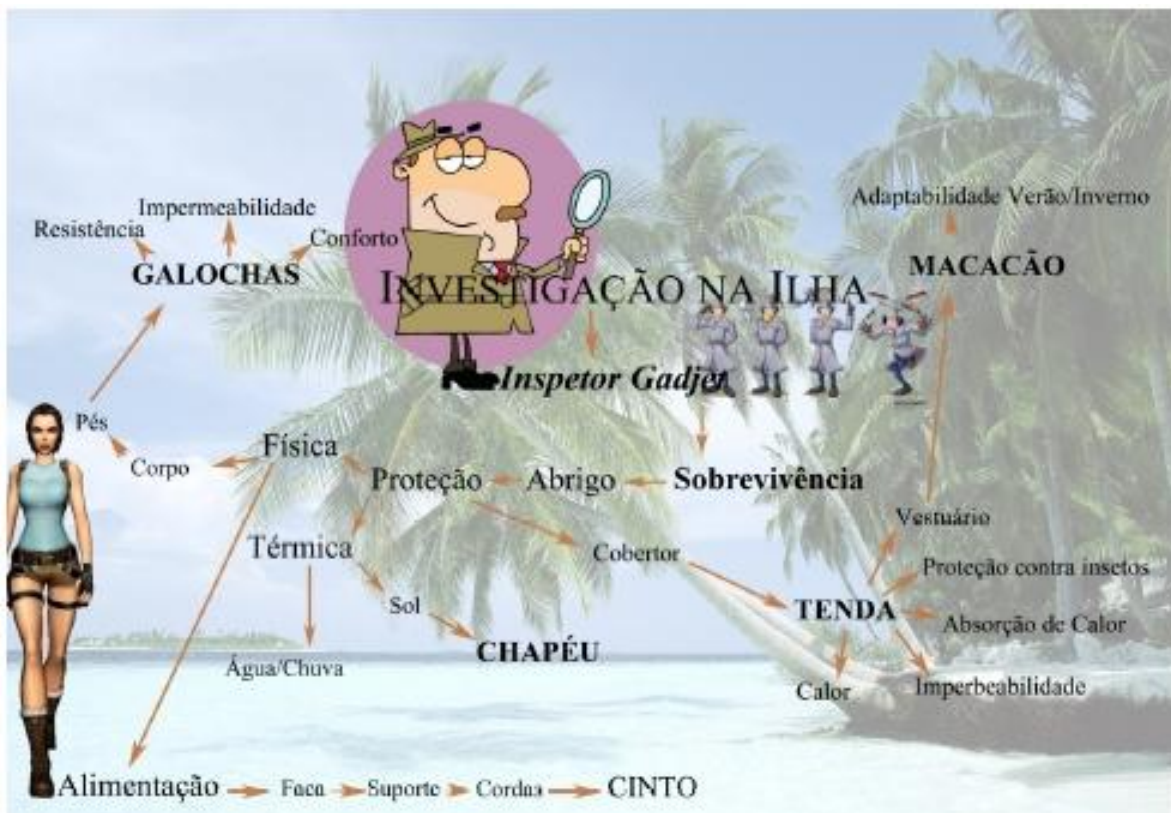 Adaptabilidade Verão/Inverno
Impermeabilidade
Resistência
Conforto
GALOCHAS
MACACÃO
INVESTIGAÇÃO NA ILHA
Inspetor Gadjet
Pés
Física
Corpo
Proteção
Abrigo
Sobrevivência
Vestuário
Térmica
Cobertor
Proteção contra insetos
Sol
TENDA
Absorção de Calor
CHAPÉU
Água/Chuva
Calor
Imperbeabilidade
Alimentação
Faca
Suporte
Cordas
CINTO